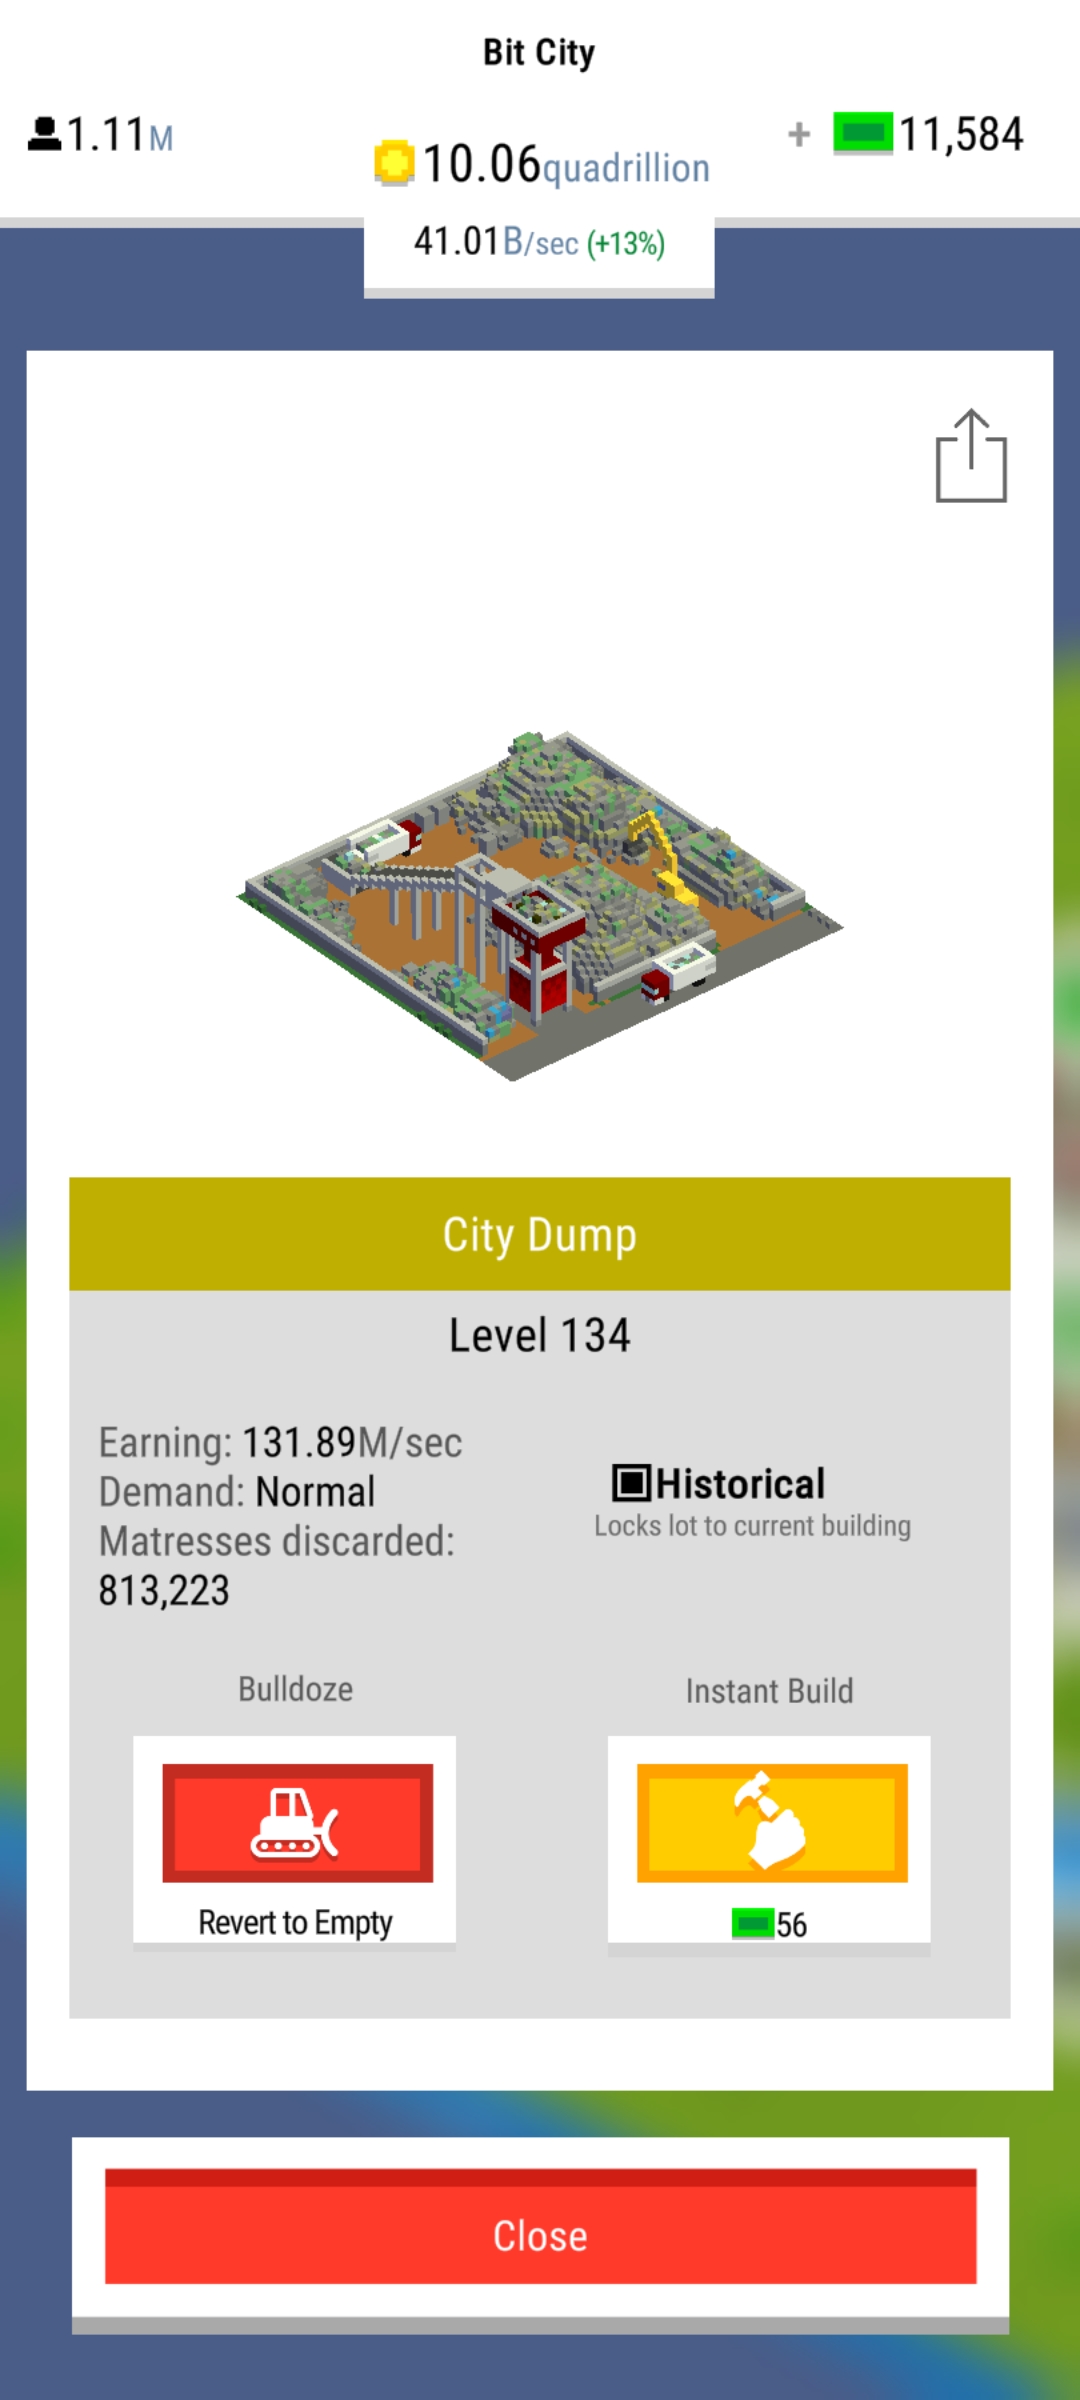 Bit City
1.11M
10.06quadrillion
+ 11,584
41.01B/sec (+13%)
City Dump
Level 134
Earning: 131.89M/sec
Demand: Normal
Matresses discarded:
813,223
Historical
Locks lot to current building
Bulldoze
Instant Build
Revert to Empty
56
Close